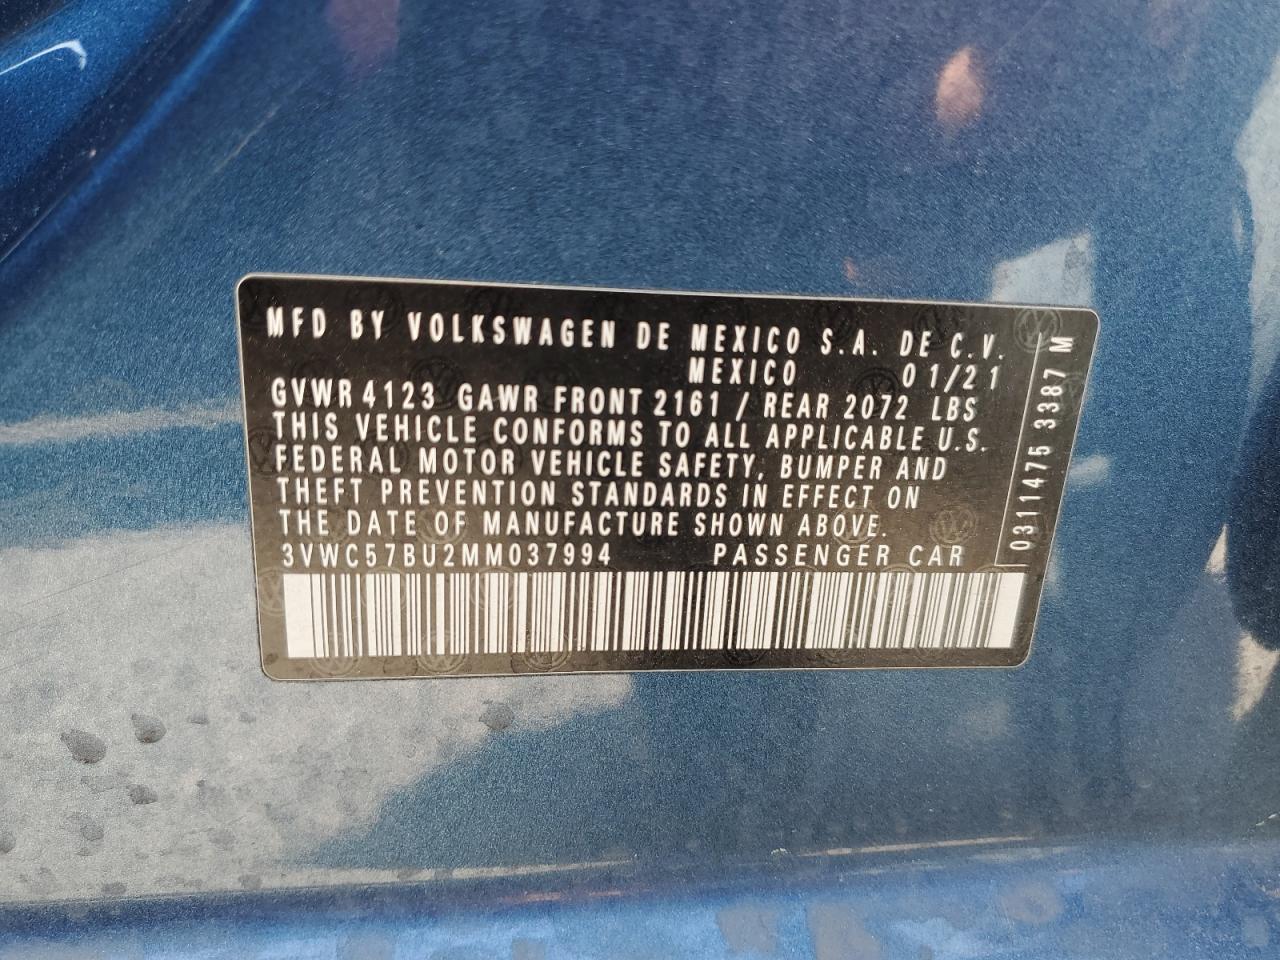 MFD BY VOLKSWAGEN DE MEXICO S.A. DE C.V.
MEXICO 01/21
GVWR 4123 GAWR FRONT 2161 / REAR 2072 LBS
THIS VEHICLE CONFORMS TO ALL APPLICABLE U.S.
FEDERAL MOTOR VEHICLE SAFETY, BUMPER AND
THEFT PREVENTION STANDARDS IN EFFECT ON
THE DATE OF MANUFACTURE SHOWN ABOVE.
3VWC57BU2MM037994 PASSENGER CAR
0311475 3387 M